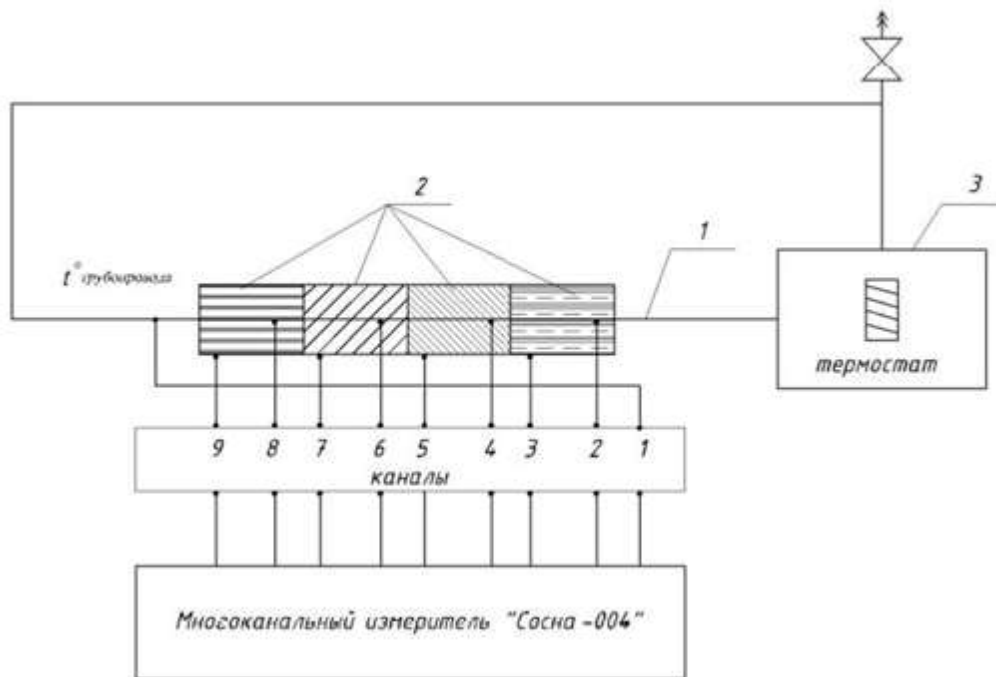 2
3
1
t° трубопровода
термостат
9 8 7 6 5 4 3 2 1
каналы
Многоканальный измеритель "Сосна-004"